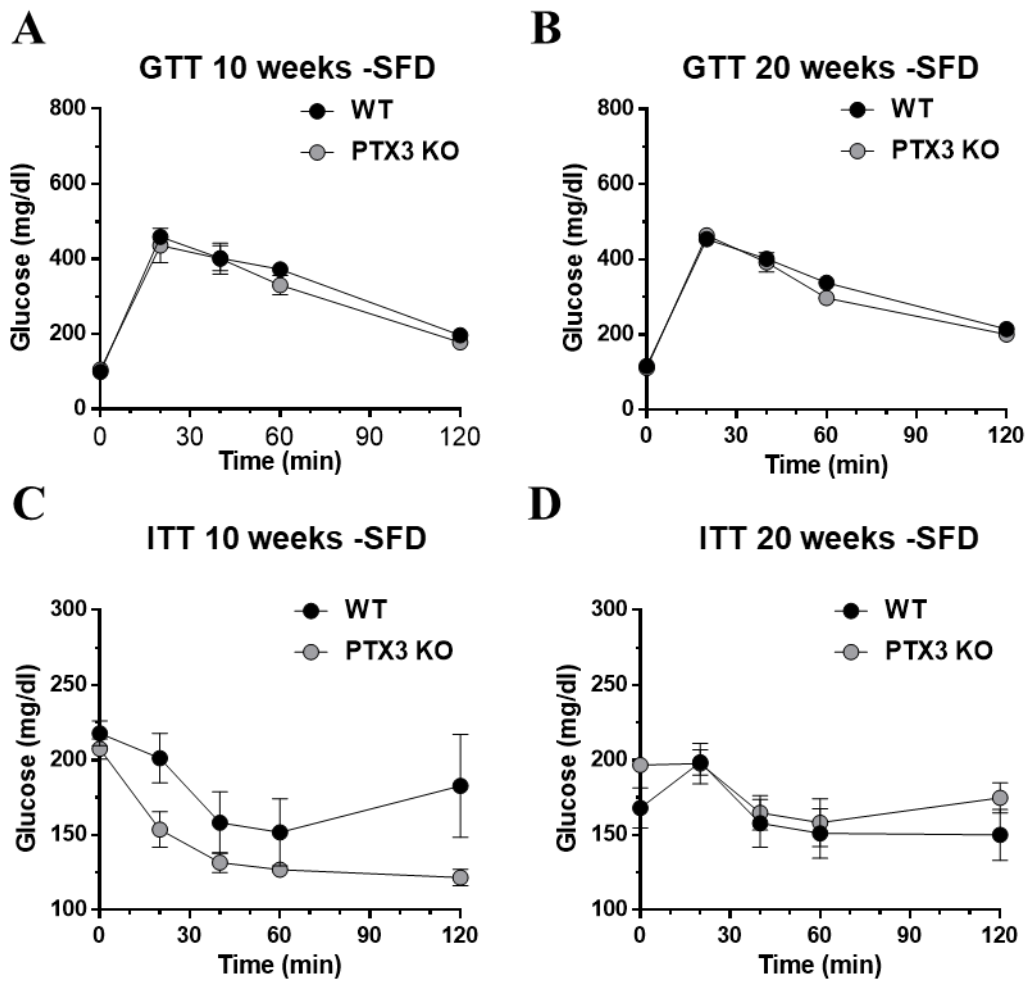 A
GTT 10 weeks -SFD
WT
PTX3 KO
Glucose (mg/dl)
800
600
400
200
0
0 30 60 90 120
Time (min)
B
GTT 20 weeks -SFD
WT
PTX3 KO
Glucose (mg/dl)
800
600
400
200
0
0 30 60 90 120
Time (min)
C
ITT 10 weeks -SFD
WT
PTX3 KO
Glucose (mg/dl)
300
250
200
150
100
0 30 60 90 120
Time (min)
D
ITT 20 weeks -SFD
WT
PTX3 KO
Glucose (mg/dl)
300
250
200
150
100
0 30 60 90 120
Time (min)